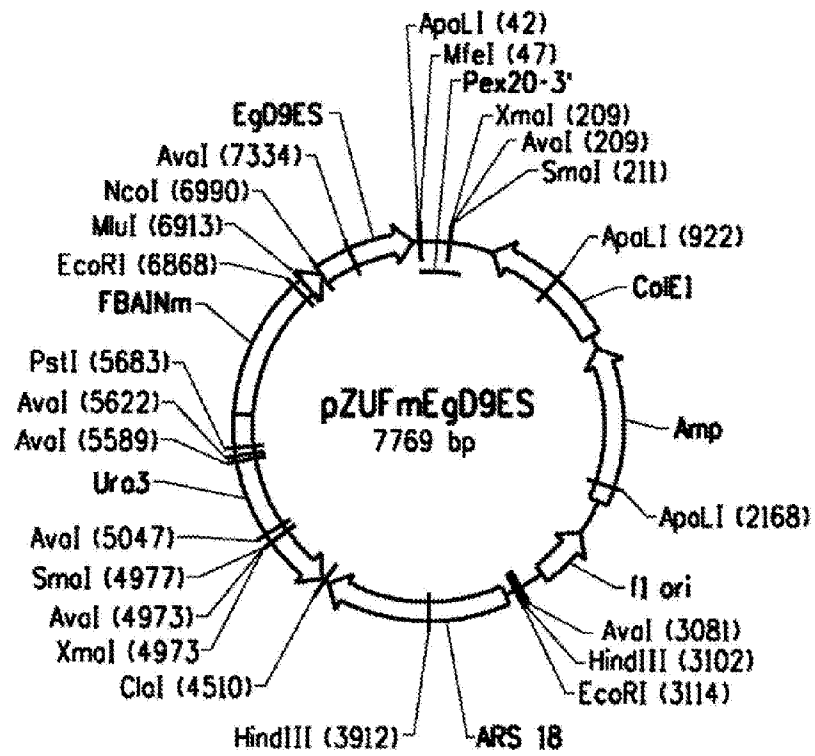 ApaLI (42)
MfeI (47)
Pex20-3'
XmaI (209)
AvaI (209)
SmaI (211)
ApaLI (922)
ColE1
Amp
ApaLI (2168)
f1 ori
AvaI (3081)
HindIII (3102)
EcoRI (3114)
ARS 18
HindIII (3912)
ClaI (4510)
XmaI (4973
AvaI (4973)
SmaI (4977)
AvaI (5047)
Ura3
AvaI (5589)
AvaI (5622)
PstI (5683)
FBAINm
EcoRI (6868)
MluI (6913)
NcoI (6990)
AvaI (7334)
EgD9ES
pZUFmEgD9ES
7769 bp